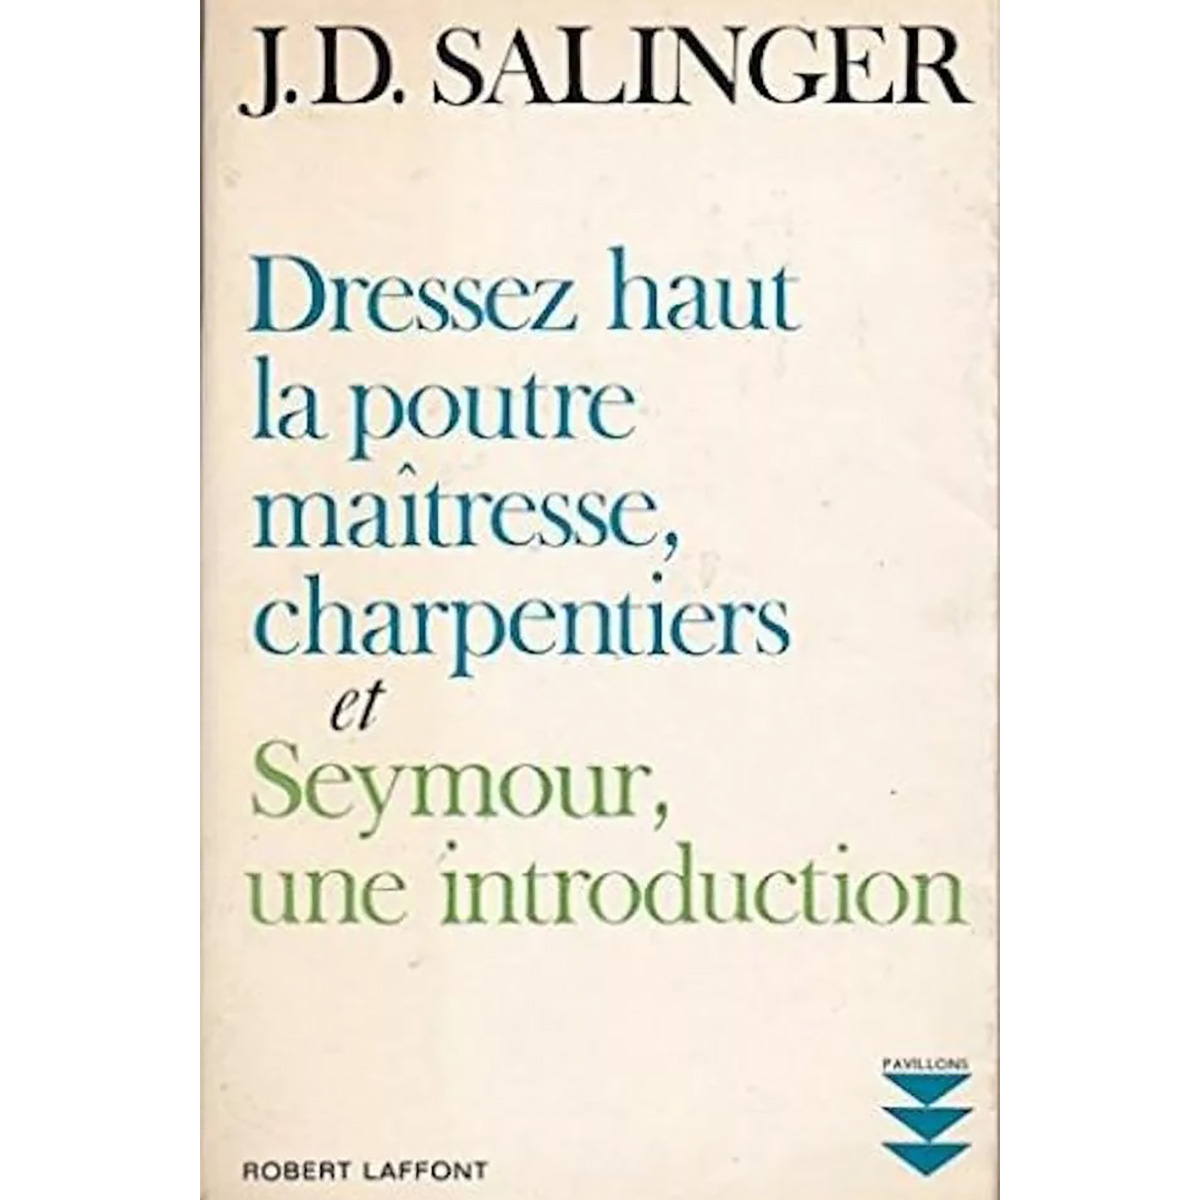 J.D. SALINGER
Dressez haut
la poutre
maîtresse,
charpentiers
et
Seymour,
une introduction
PAVILLONS
ROBERT LAFFONT